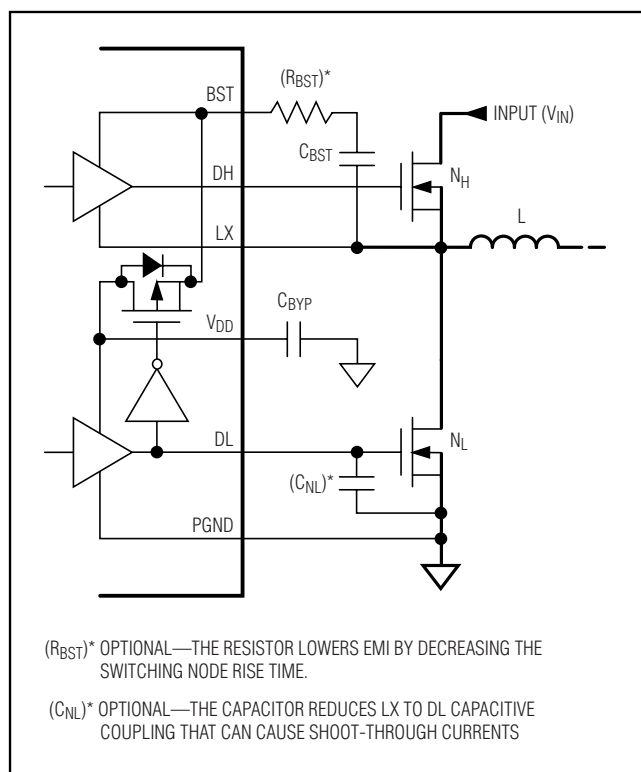 BST
(RBST)*
INPUT (VIN)
CBST
DH
NH
L
LX
CBYP
VDD
DL
NL
(CNL)*
PGND
(RBST)* OPTIONAL—THE RESISTOR LOWERS EMI BY DECREASING THE
SWITCHING NODE RISE TIME.
(CNL)* OPTIONAL—THE CAPACITOR REDUCES LX TO DL CAPACITIVE
COUPLING THAT CAN CAUSE SHOOT-THROUGH CURRENTS